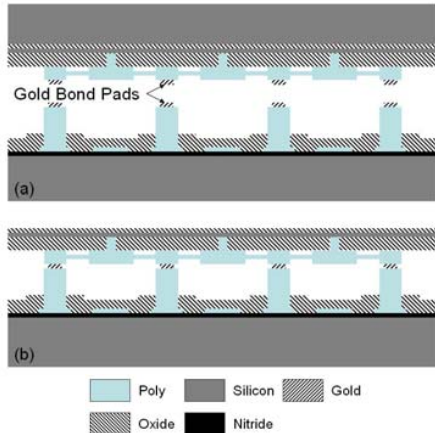 Gold Bond Pads
(a)
(b)
Poly Silicon Gold
Oxide Nitride